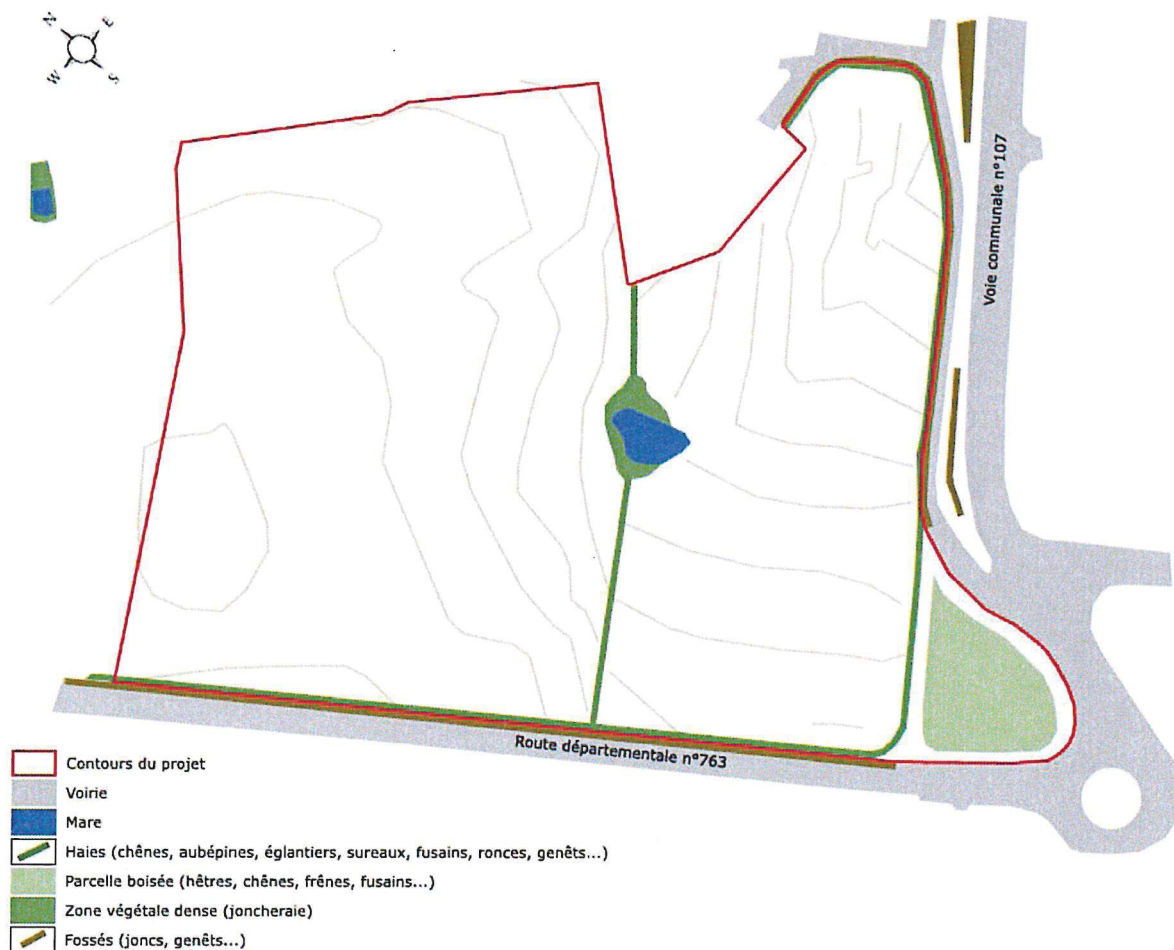 N
E
W
S
Voie communale n°107
Route départementale n°763
Contours du projet
Voirie
Mare
Haies (chênes, aubépines, églantiers, sureaux, fusains, ronces, genêts...)
Parcelle boisée (hêtres, chênes, frênes, fusains...)
Zone végétale dense (joncheraie)
Fossés (joncs, genêts...)